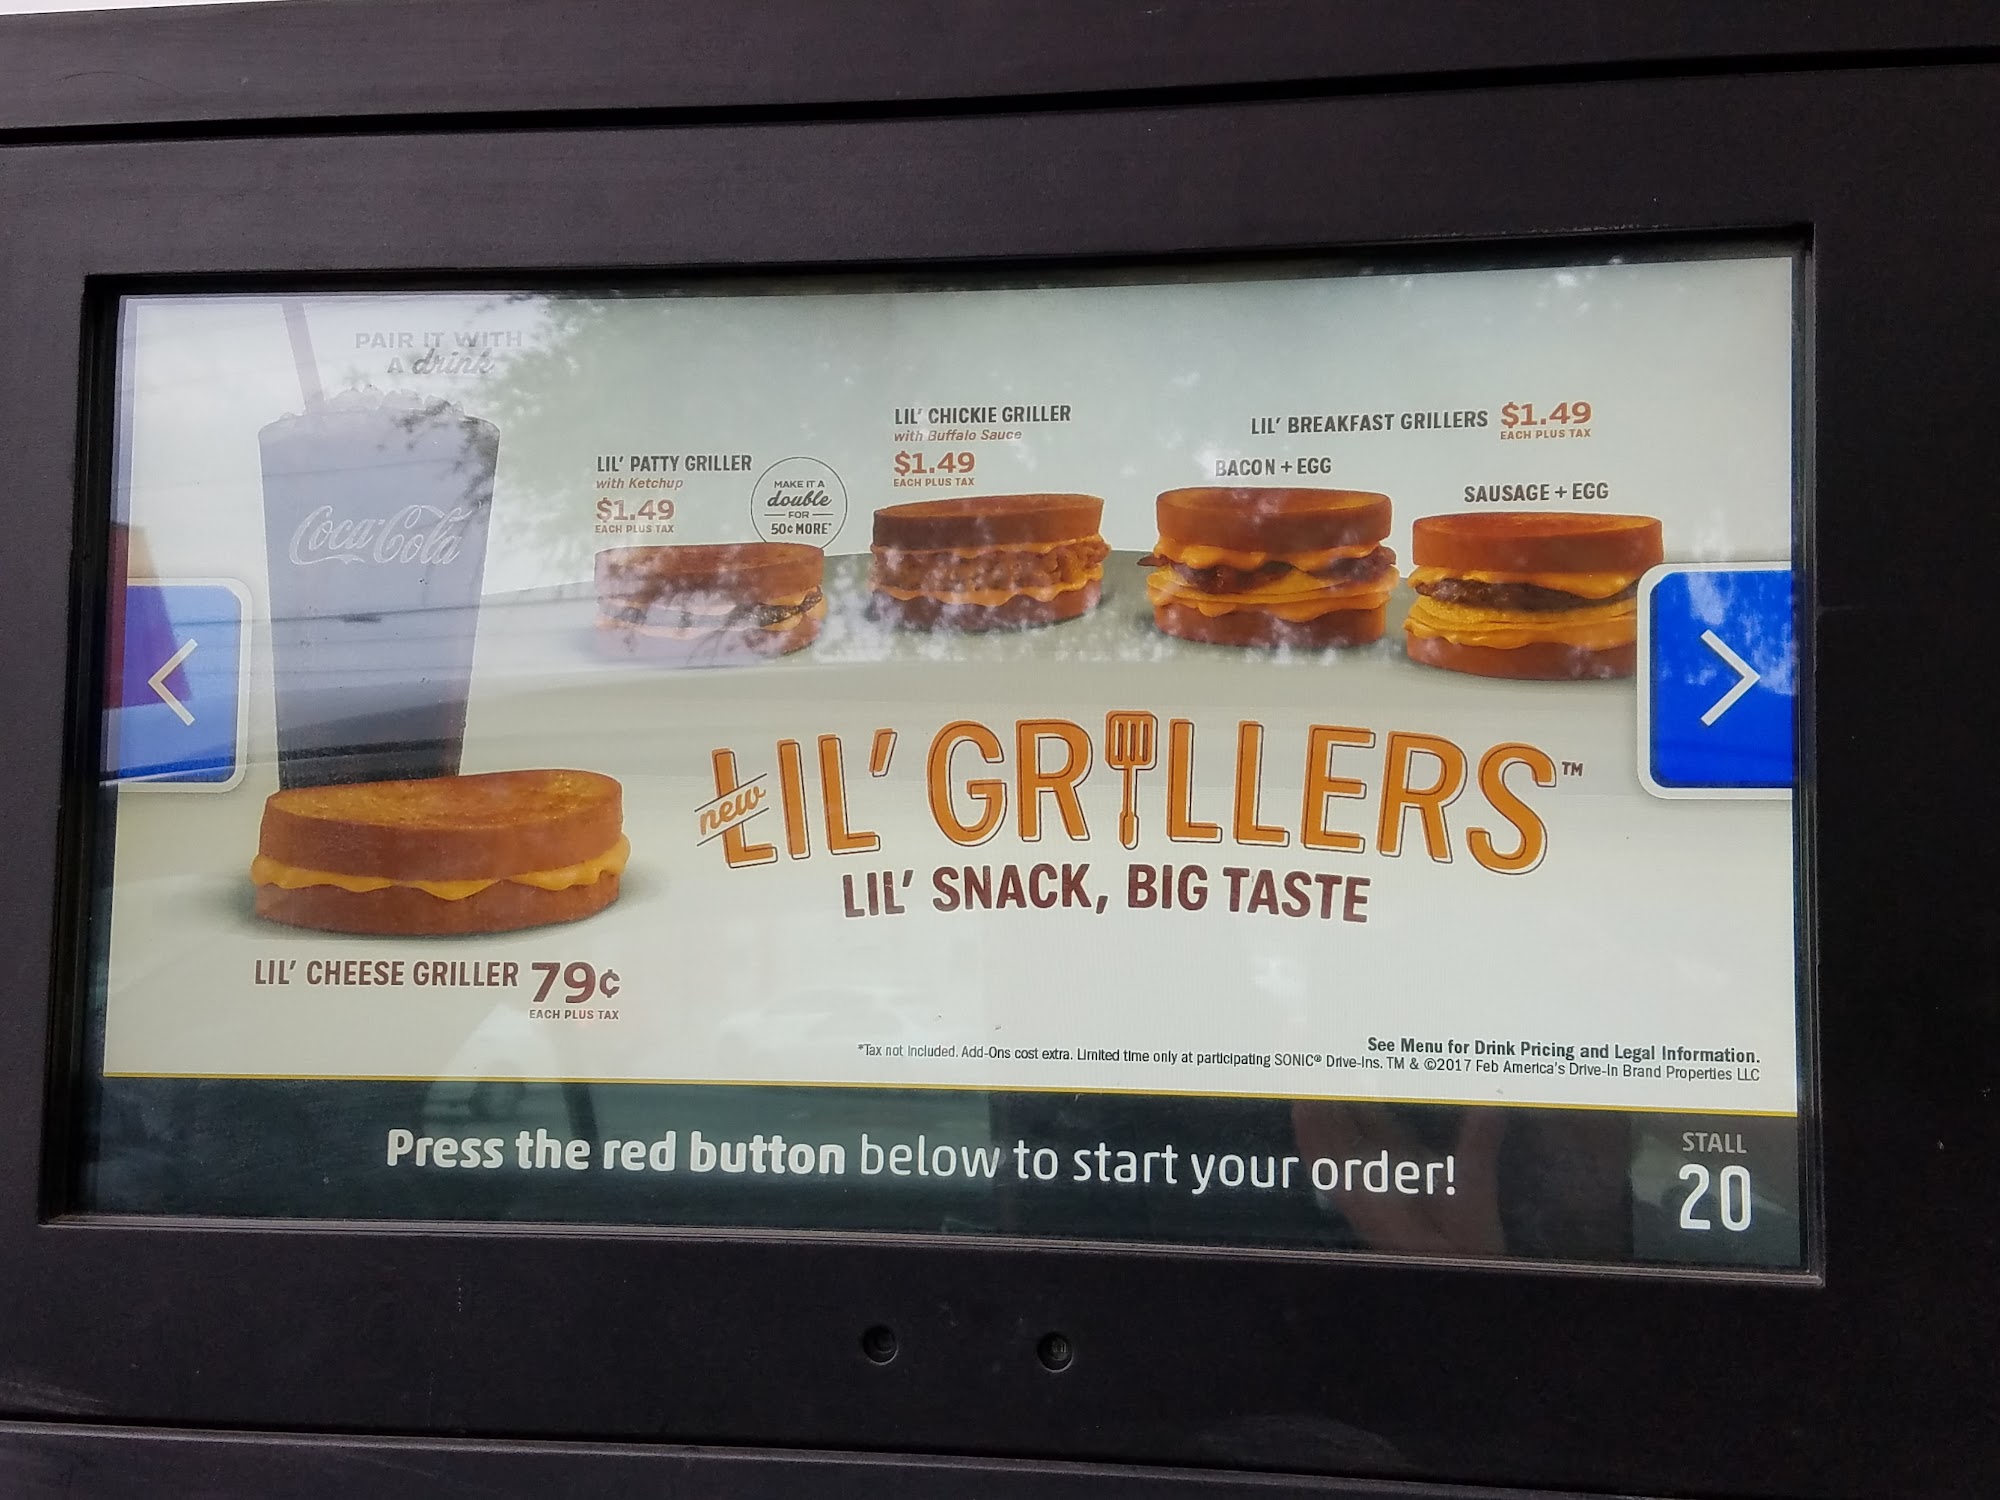 PAIR IT WITH
A drink
Coca-Cola
LIL' PATTY GRILLER
with Ketchup
$1.49
EACH PLUS TAX
MAKE IT A
double
FOR
50¢ MORE*
LIL' CHICKIE GRILLER
with Buffalo Sauce
$1.49
EACH PLUS TAX
LIL' BREAKFAST GRILLERS $1.49
EACH PLUS TAX
BACON + EGG
SAUSAGE + EGG
new LIL' GRILLERS™
LIL' SNACK, BIG TASTE
LIL' CHEESE GRILLER 79¢
EACH PLUS TAX
See Menu for Drink Pricing and Legal Information.
*Tax not Included. Add-Ons cost extra. Limited time only at participating SONIC® Drive-Ins. TM & ©2017 Feb America's Drive-In Brand Properties LLC
Press the red button below to start your order!
STALL
20